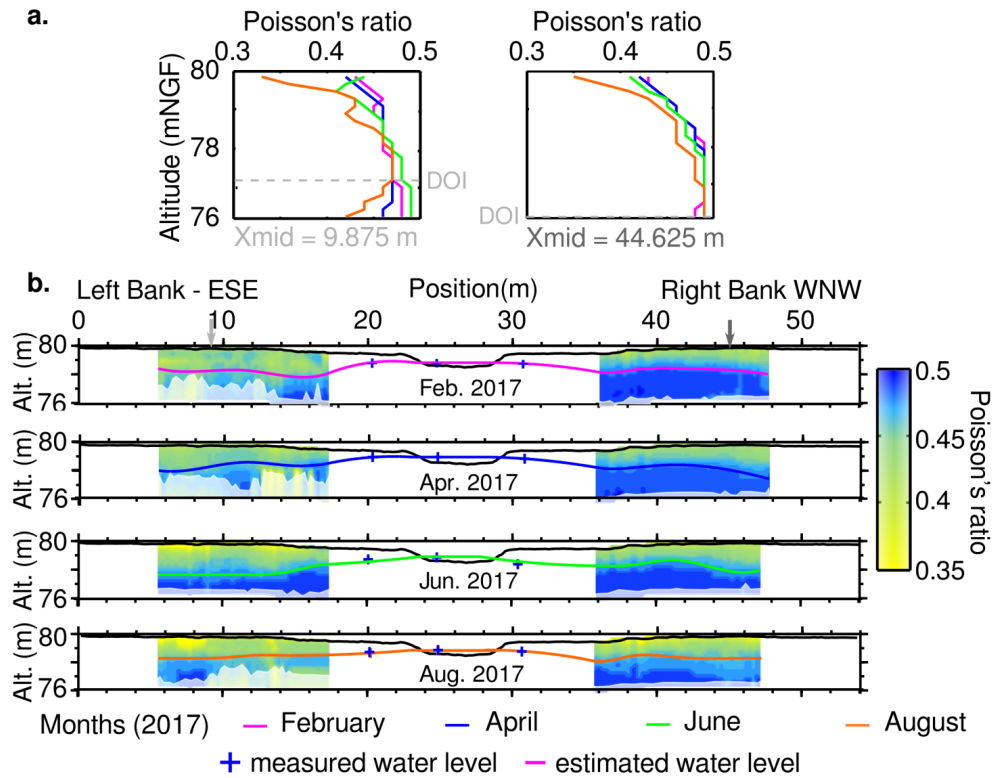 a.
Poisson's ratio Poisson's ratio
0.3 0.4 0.5 0.3 0.4 0.5
Altitude (mNGF)
80
78
76
DOI
DOI
Xmid = 9.875 m Xmid = 44.625 m
b.
Left Bank - ESE Position(m) Right Bank WNW
0 10 20 30 40 50
Alt. (m)
80
76
Feb. 2017
Alt. (m)
80
76
Apr. 2017
Alt. (m)
80
76
Jun. 2017
Alt. (m)
80
76
Aug. 2017
0.5
0.45
0.4
0.35
Poisson's ratio
Months (2017) February April June August
measured water level estimated water level